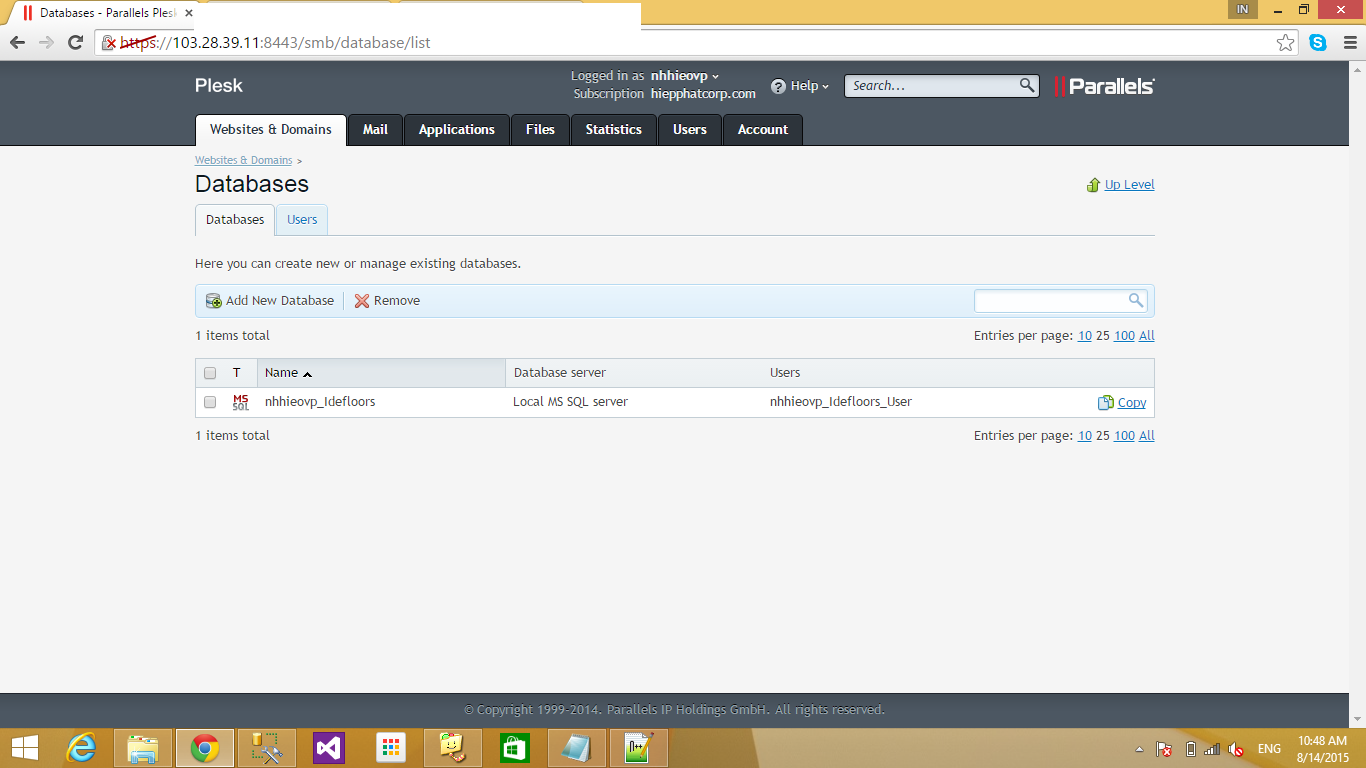 Databases - Parallels Plesk
IN
https://103.28.39.11:8443/smb/database/list
Plesk
Logged in as nhhieovp
Subscription hiepphatcorp.com
Help
Search...
Parallels
Websites & Domains Mail Applications Files Statistics Users Account
Websites & Domains >
Databases
Up Level
Databases Users
Here you can create new or manage existing databases.
Add New Database Remove
1 items total Entries per page: 10 25 100 All
T Name Database server Users
MS SQL nhhieovp_Idefloors Local MS SQL server nhhieovp_Idefloors_User Copy
1 items total Entries per page: 10 25 100 All
© Copyright 1999-2014. Parallels IP Holdings GmbH. All rights reserved.
ENG
10:48 AM
8/14/2015